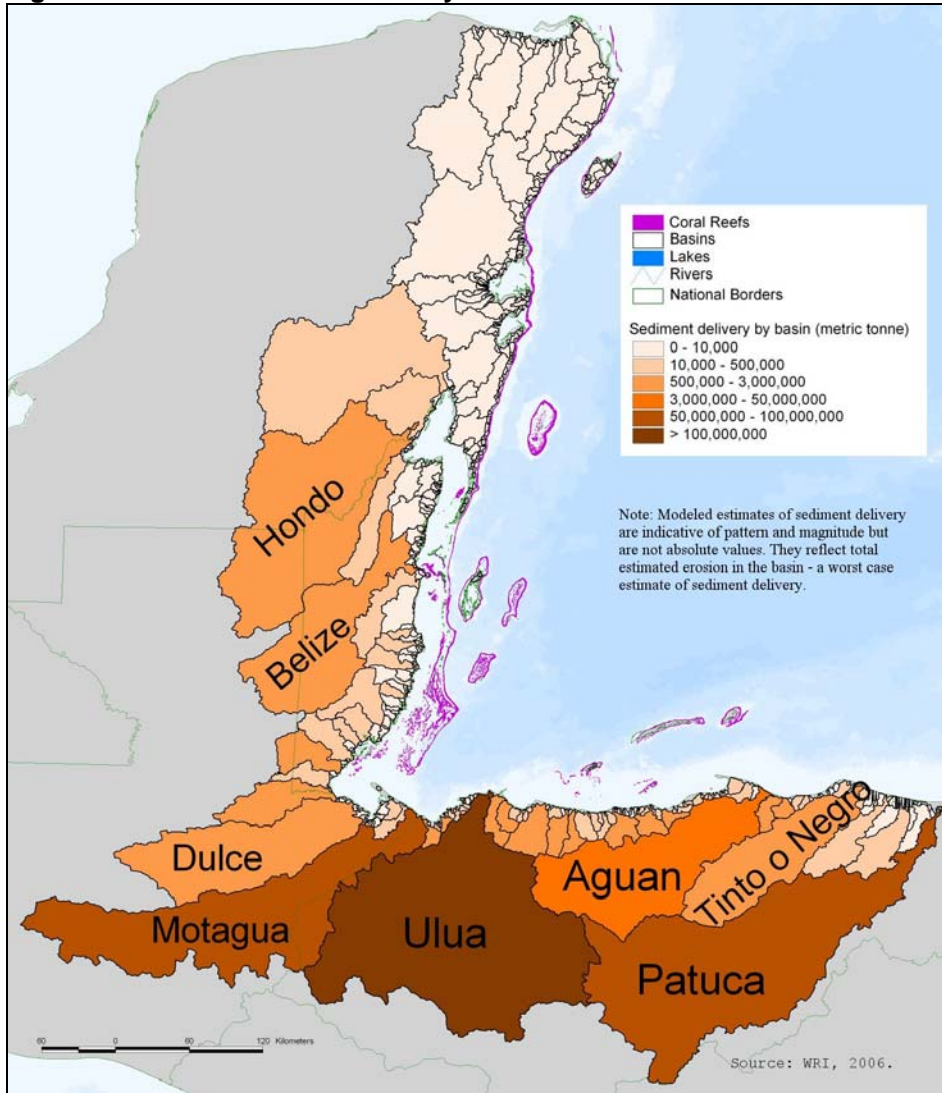 Coral Reefs
Basins
Lakes
Rivers
National Borders
Sediment delivery by basin (metric tonne)
0 - 10,000
10,000 - 500,000
500,000 - 3,000,000
3,000,000 - 50,000,000
50,000,000 - 100,000,000
> 100,000,000
Note: Modeled estimates of sediment delivery
are indicative of pattern and magnitude but
are not absolute values. They reflect total
estimated erosion in the basin - a worst case
estimate of sediment delivery.
Hondo
Belize
Dulce
Motagua
Ulua
Aguan
Tinto o Negro
Patuca
60 0 60 120 Kilometers
Source: WRI, 2006.